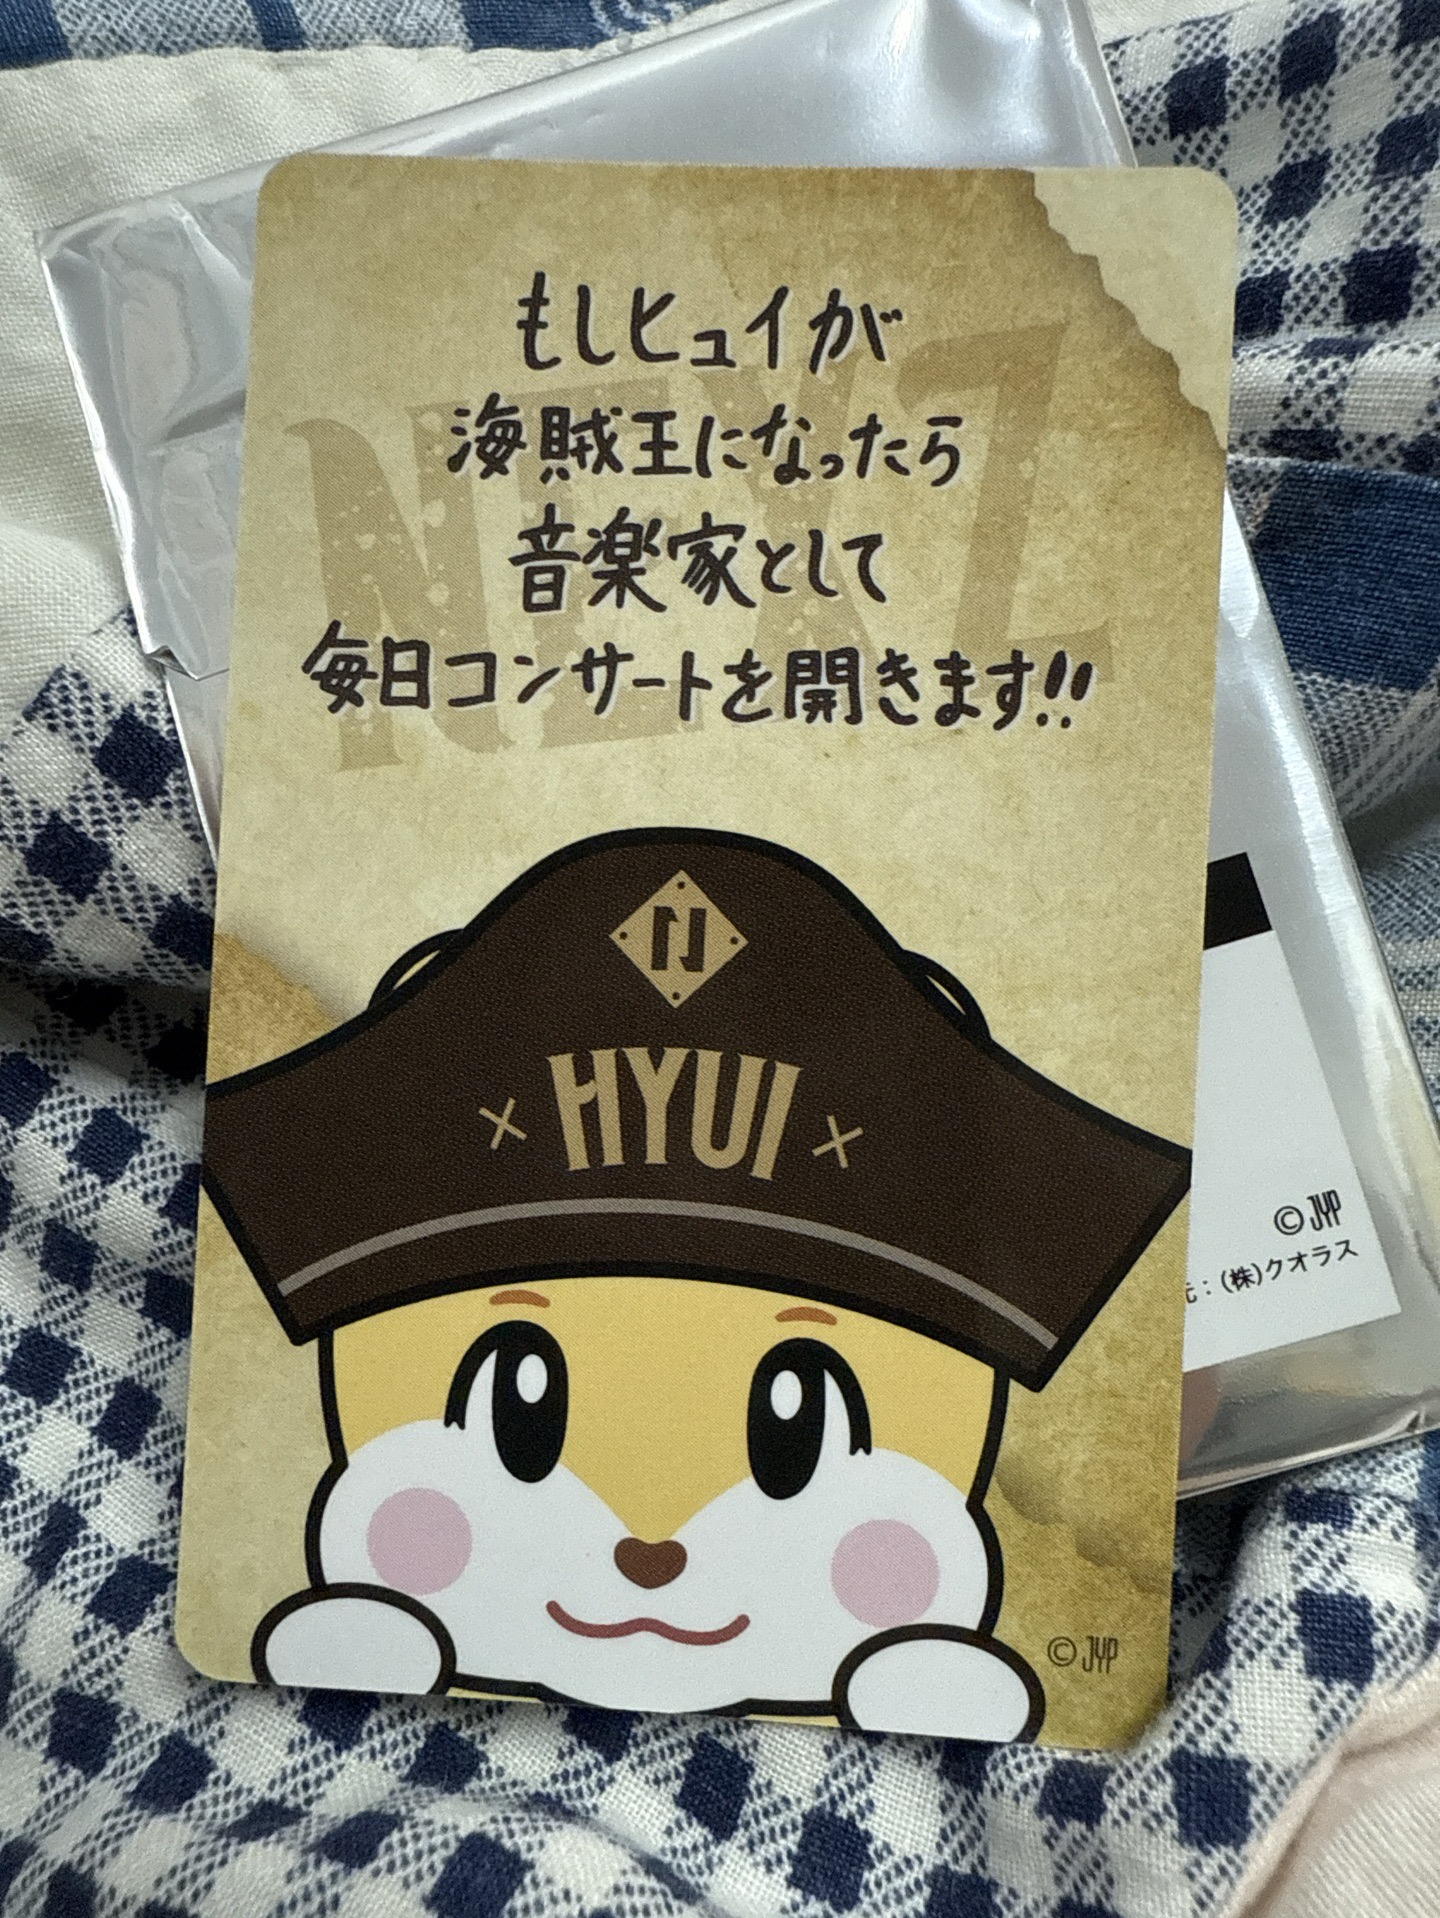 もしヒュイが
海賊王になったら
音楽家として
毎日コンサートを開きます!!
NEXZ
N
× HYUI ×
© JYP
© JYP
元：(株)クオラス